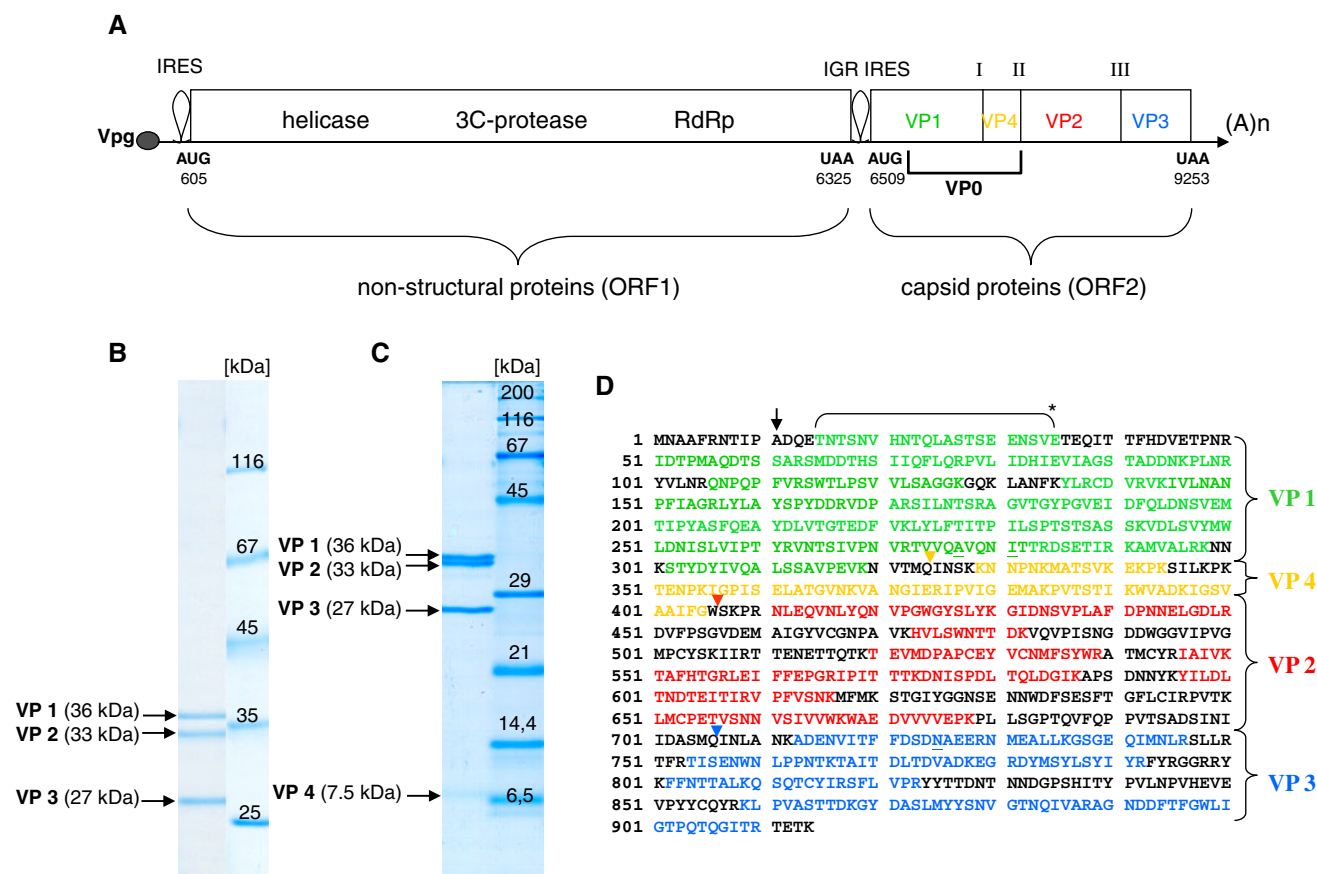 A
IRES
IGR IRES
I
II
III
Vpg
helicase
3C-protease
RdRp
VP1
VP4
VP2
VP3
(A)n
AUG
605
UAA
6325
AUG
6509
VP0
UAA
9253
non-structural proteins (ORF1)
capsid proteins (ORF2)
B
[kDa]
116
67
45
35
25
VP 1 (36 kDa)
VP 2 (33 kDa)
VP 3 (27 kDa)
C
[kDa]
200
116
67
45
29
21
14,4
6,5
VP 1 (36 kDa)
VP 2 (33 kDa)
VP 3 (27 kDa)
VP 4 (7.5 kDa)
D
*
1 MNAAFRNTIP ADQETNTSNV HNTQLASTSE ENSVETEQIT TFHDVETPNR
51 IDTPMAQDTS SARSMDDTHS IIQFLQRPVL IDHIEVIAGS TADDNKPLNR
101 YVLNRQNPQP FVRSWTLPSV VLSAGGKGQK LANFKYLRCD VRVKIVLNAN
151 PFIAGRLYLA YSPYDDRVDP ARSILNTSRA GVTGYPGVEI DFQLDNSVEM
201 TIPYASFQEA YDLVTGTEDF VKLYLFTITP ILSPTSTSAS SKVDLSVYMW
251 LDNISLVIPT YRVNTSIVPN VRTVVQAVQN ITTRDSETIR KAMVALRKNN
301 KSTYDYIVQA LSSAVPEVKN VTMQINSKKN NPNKMATSVK EKPKSILKPK
351 TENPKIGPIS ELATGVNKVA NGIERIPVIG EMAKPVTSTI KWVADKIGSV
401 AAIFGWSKPR NLEQVNLYQN VPGWGYSLYK GIDNSVPLAF DPNNELGDLR
451 DVFPSGVDEM AIGYVCGNPA VKHVLSWNTT DKVQVPISNG DDWGGVIPVG
501 MPCYSKIIRT TENETTQTKT EVMDPAPCEY VCNMFSYWRA TMCYRIAIVK
551 TAFHTGRLEI FFEPGRIPIT TTKDNISPDL TQLDGIKAPS DNNYKYILDL
601 TNDTEITIRV PFVSNKMFMK STGIYGGNSE NNWDFSESFT GFLCIRPVTK
651 LMCPETVSNN VSIVVWKWAE DVVVVEPKPL LSGPTQVFQP PVTSADSINI
701 IDASMQINLA NKADENVITF FDSDNAEERN MEALLKGSGE QIMNLRSLLR
751 TFRTISENWN LPPNTKTAIT DLTDVADKEG RDYMSYLSYI YRFYRGGRRY
801 KFFNTTALKQ SQTCYIRSFL VPRYYTTDNT NNDGPSHITY PVLNPVHEVE
851 VPYYCQYRKL PVASTTDKGY DASLMYYSNV GTNQIVARAG NDDFTFGWLI
901 GTPQTQGITR TETK
VP 1
VP 4
VP 2
VP 3